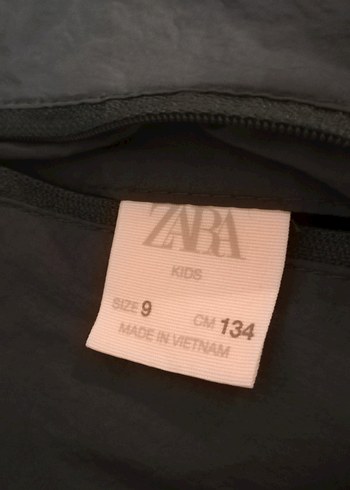 ZARA
KIDS
SIZE 9 CM 134
MADE IN VIETNAM